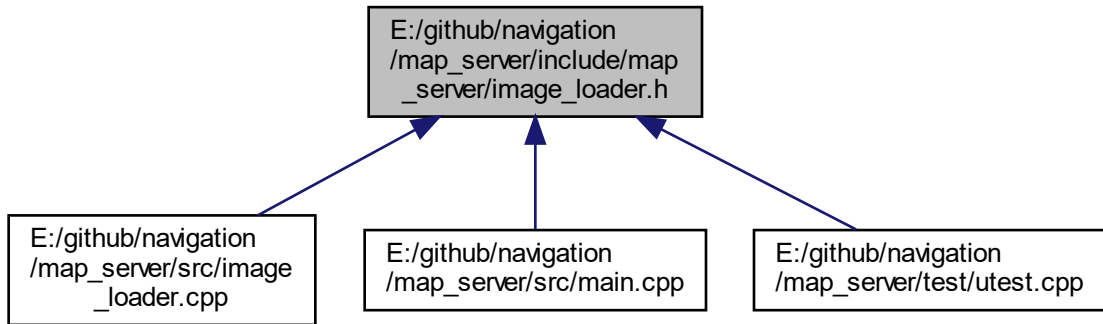 E:/github/navigation
/map_server/include/map
_server/image_loader.h
E:/github/navigation
/map_server/src/image
_loader.cpp
E:/github/navigation
/map_server/src/main.cpp
E:/github/navigation
/map_server/test/utest.cpp